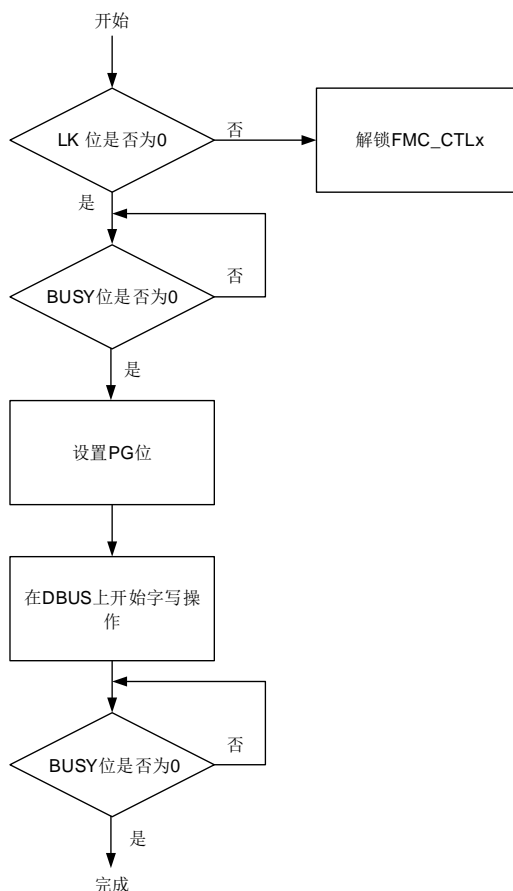 开始
LK 位是否为0
否
解锁FMC_CTLx
是
BUSY位是否为0
否
是
设置PG位
在DBUS上开始字写操
作
BUSY位是否为0
否
是
完成